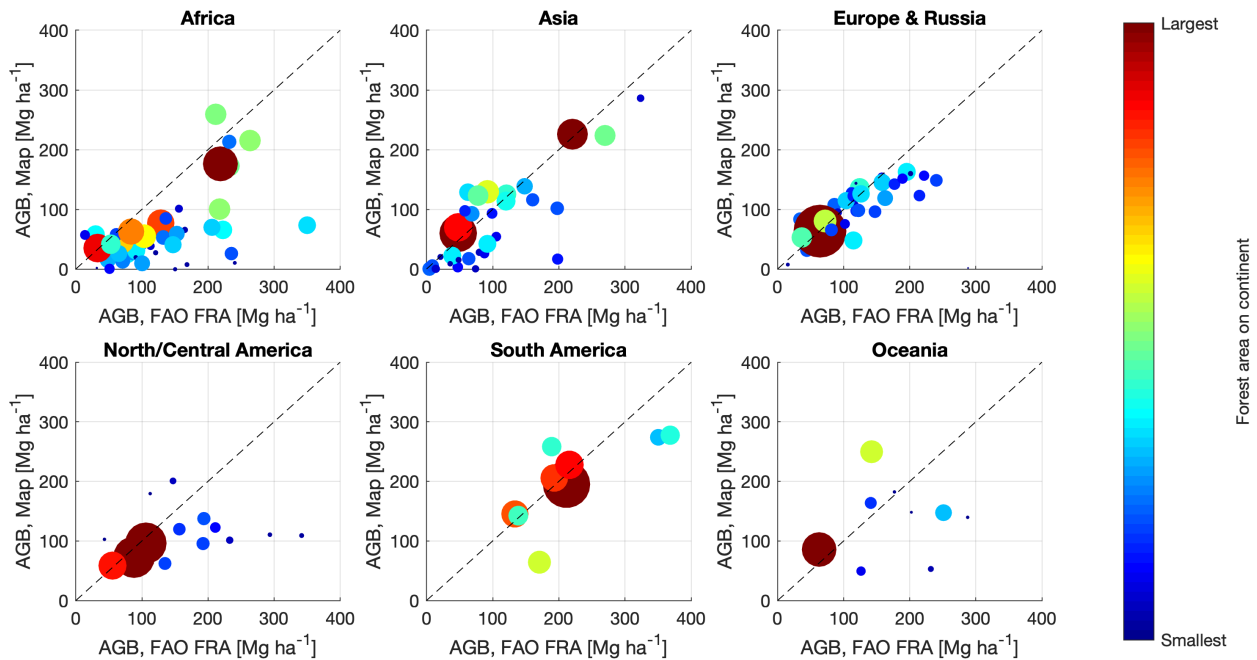 Africa
400
300
200
100
0
AGB, Map [Mg ha⁻¹]
0 100 200 300 400
AGB, FAO FRA [Mg ha⁻¹]
Asia
400
300
200
100
0
AGB, Map [Mg ha⁻¹]
0 100 200 300 400
AGB, FAO FRA [Mg ha⁻¹]
Europe & Russia
400
300
200
100
0
AGB, Map [Mg ha⁻¹]
0 100 200 300 400
AGB, FAO FRA [Mg ha⁻¹]
North/Central America
400
300
200
100
0
AGB, Map [Mg ha⁻¹]
0 100 200 300 400
AGB, FAO FRA [Mg ha⁻¹]
South America
400
300
200
100
0
AGB, Map [Mg ha⁻¹]
0 100 200 300 400
AGB, FAO FRA [Mg ha⁻¹]
Oceania
400
300
200
100
0
AGB, Map [Mg ha⁻¹]
0 100 200 300 400
AGB, FAO FRA [Mg ha⁻¹]
Largest
Forest area on continent
Smallest